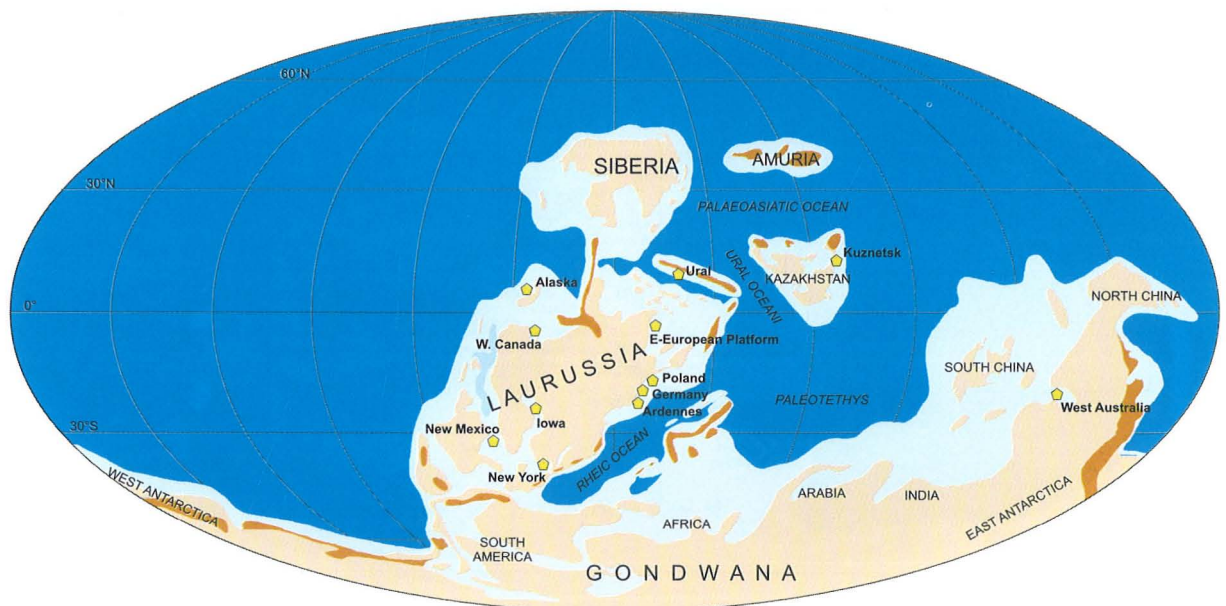 60°N
SIBERIA
AMURIA
30°N
PALAEOASIATIC OCEAN
Kuznetsk
Ural
KAZAKHSTAN
URAL OCEANI
Alaska
NORTH CHINA
0°
W. Canada
E-European Platform
LAURUSSIA
SOUTH CHINA
Poland
Germany
PALEOTETHYS
Ardennes
West Australia
Iowa
New Mexico
30°S
RHEIC OCEAN
New York
WEST ANTARCTICA
ARABIA
INDIA
EAST ANTARCTICA
AFRICA
SOUTH
AMERICA
GONDWANA